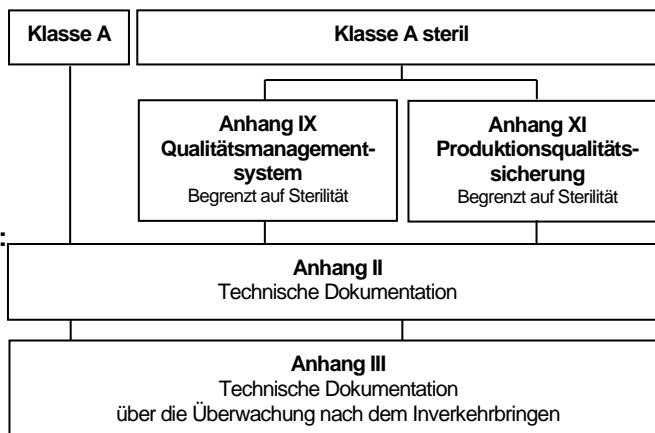 Klasse A
Klasse A steril
Anhang IX
Qualitätsmanagement-
system
Begrenzt auf Sterilität
Anhang XI
Produktionsqualitäts-
sicherung
Begrenzt auf Sterilität
:
Anhang II
Technische Dokumentation
Anhang III
Technische Dokumentation
über die Überwachung nach dem Inverkehrbringen